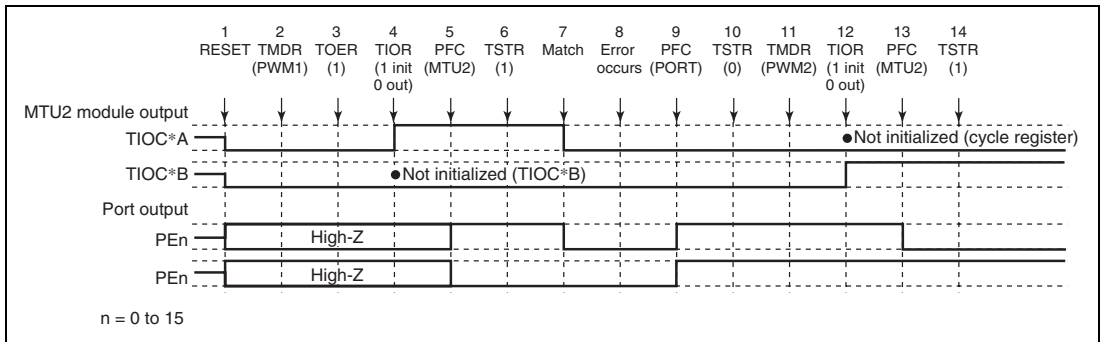 1 2 3 4 5 6 7 8 9 10 11 12 13 14
RESET TMDR TOER TIOR PFC TSTR Match Error PFC TSTR TMDR TIOR PFC TSTR
(PWM1) (1) (1 init (MTU2) (1) occurs (PORT) (0) (PWM2) (1 init (MTU2) (1)
0 out) 0 out)
MTU2 module output
TIOC*A ●Not initialized (cycle register)
TIOC*B ●Not initialized (TIOC*B)
Port output
PEn High-Z
PEn High-Z
n = 0 to 15